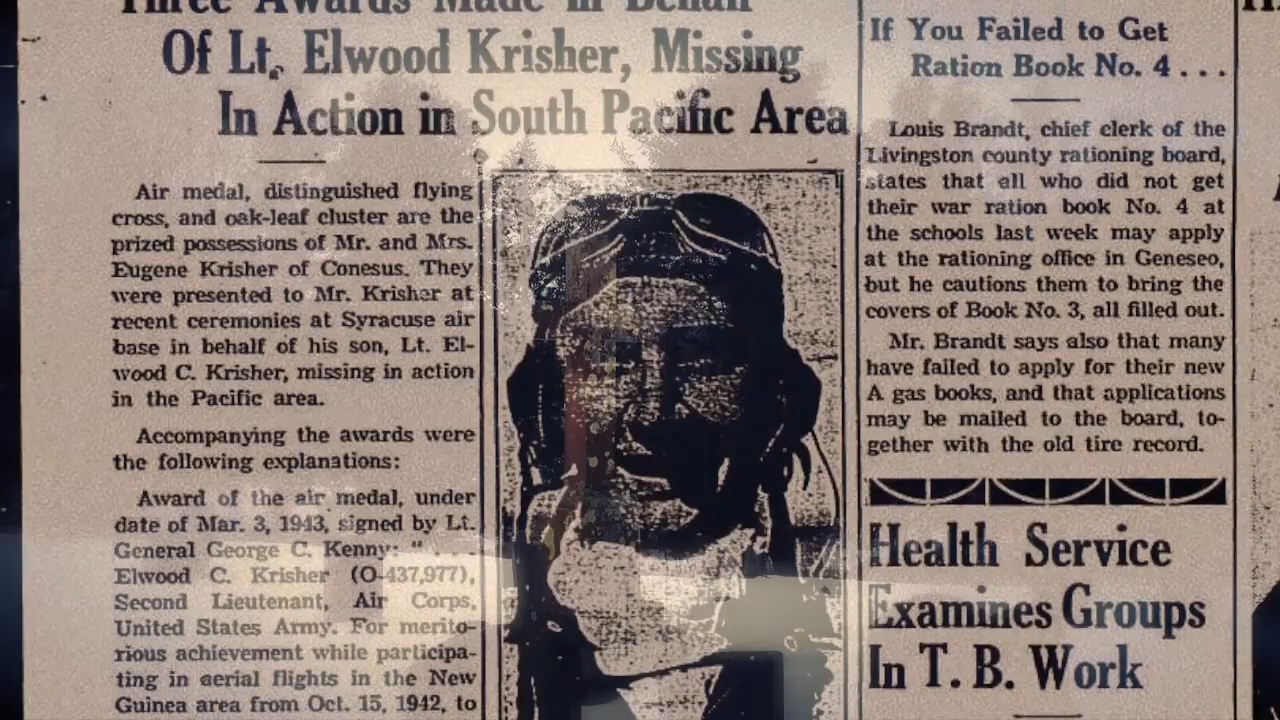 Three Awards Made in Behalf
Of Lt. Elwood Krisher, Missing
In Action in South Pacific Area
Air medal, distinguished flying
cross, and oak-leaf cluster are the
prized possessions of Mr. and Mrs.
Eugene Krisher of Conesus. They
were presented to Mr. Krisher at
recent ceremonies at Syracuse air
base in behalf of his son, Lt. El-
wood C. Krisher, missing in action
in the Pacific area.
Accompanying the awards were
the following explanations:
Award of the air medal, under
date of Mar. 3, 1943, signed by Lt.
General George C. Kenny: " . . .
Elwood C. Krisher (O-437,977),
Second Lieutenant, Air Corps,
United States Army. For merito-
rious achievement while participa-
ting in aerial flights in the New
Guinea area from Oct. 15, 1942, to
If You Failed to Get
Ration Book No. 4 . . .
Louis Brandt, chief clerk of the
Livingston county rationing board,
states that all who did not get
their war ration book No. 4 at
the schools last week may apply
at the rationing office in Geneseo,
but he cautions them to bring the
covers of Book No. 3, all filled out.
Mr. Brandt says also that many
have failed to apply for their new
A gas books, and that applications
may be mailed to the board, to-
gether with the old tire record.
Health Service
Examines Groups
In T. B. Work